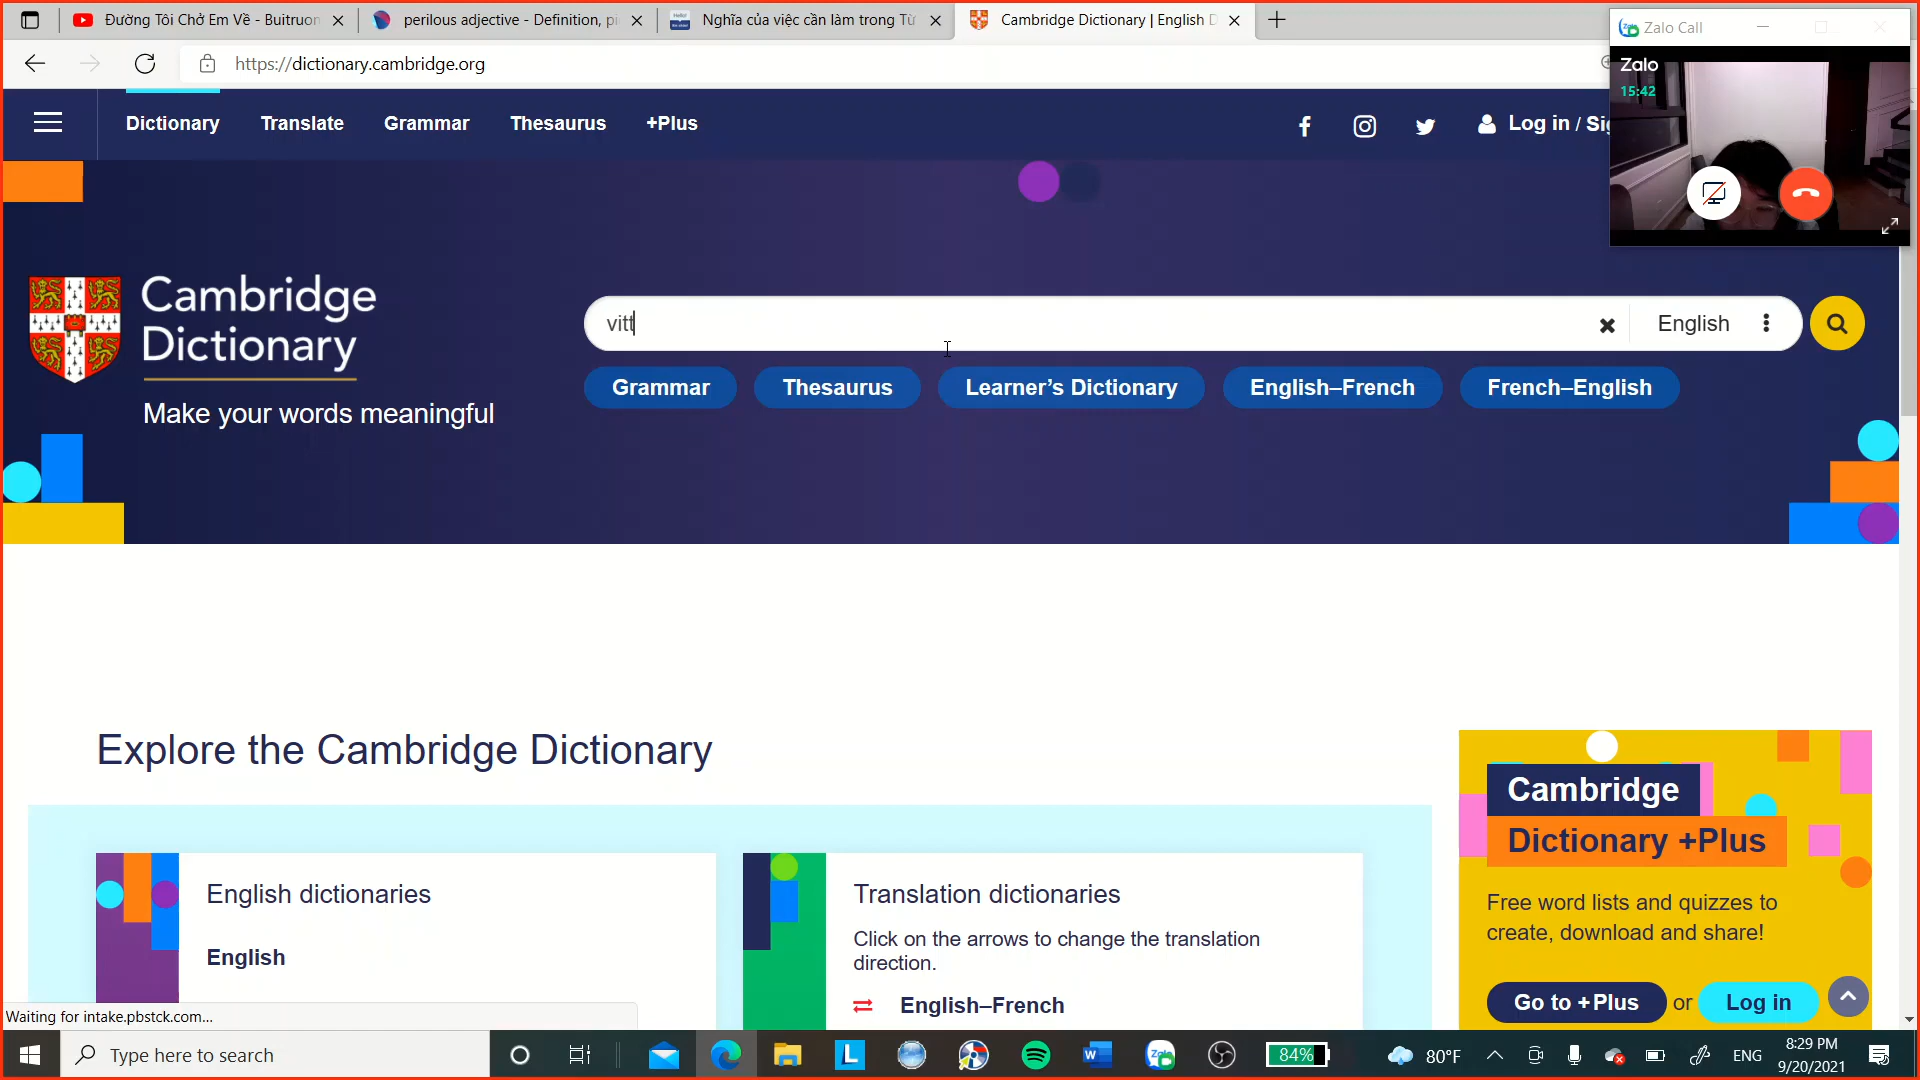 Đường Tôi Chở Em Về - Buitruon
perilous adjective - Definition, pi
Nghĩa của việc cần làm trong Từ
Cambridge Dictionary | English D
Zalo Call
https://dictionary.cambridge.org
Zalo
15:42
Dictionary
Translate
Grammar
Thesaurus
+Plus
Log in / Sig
Cambridge
Dictionary
Make your words meaningful
vitt
English
Grammar
Thesaurus
Learner’s Dictionary
English–French
French–English
Explore the Cambridge Dictionary
English dictionaries
English
Translation dictionaries
Click on the arrows to change the translation
direction.
English–French
Cambridge
Dictionary +Plus
Free word lists and quizzes to
create, download and share!
Go to +Plus or Log in
Waiting for intake.pbstck.com...
Type here to search
84%
80°F
ENG
8:29 PM
9/20/2021